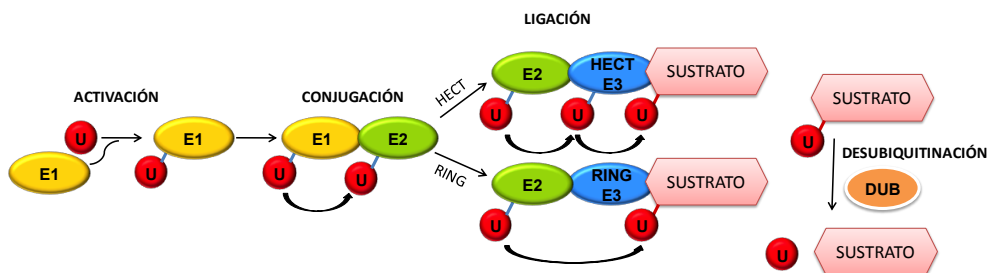 ACTIVACIÓN
U
E1
E1
U
CONJUGACIÓN
E1
E2
U
U
HECT
RING
LIGACIÓN
E2
HECT
E3
SUSTRATO
U
U
U
E2
RING
E3
SUSTRATO
U
U
SUSTRATO
U
DESUBIQUITINACIÓN
DUB
U
SUSTRATO